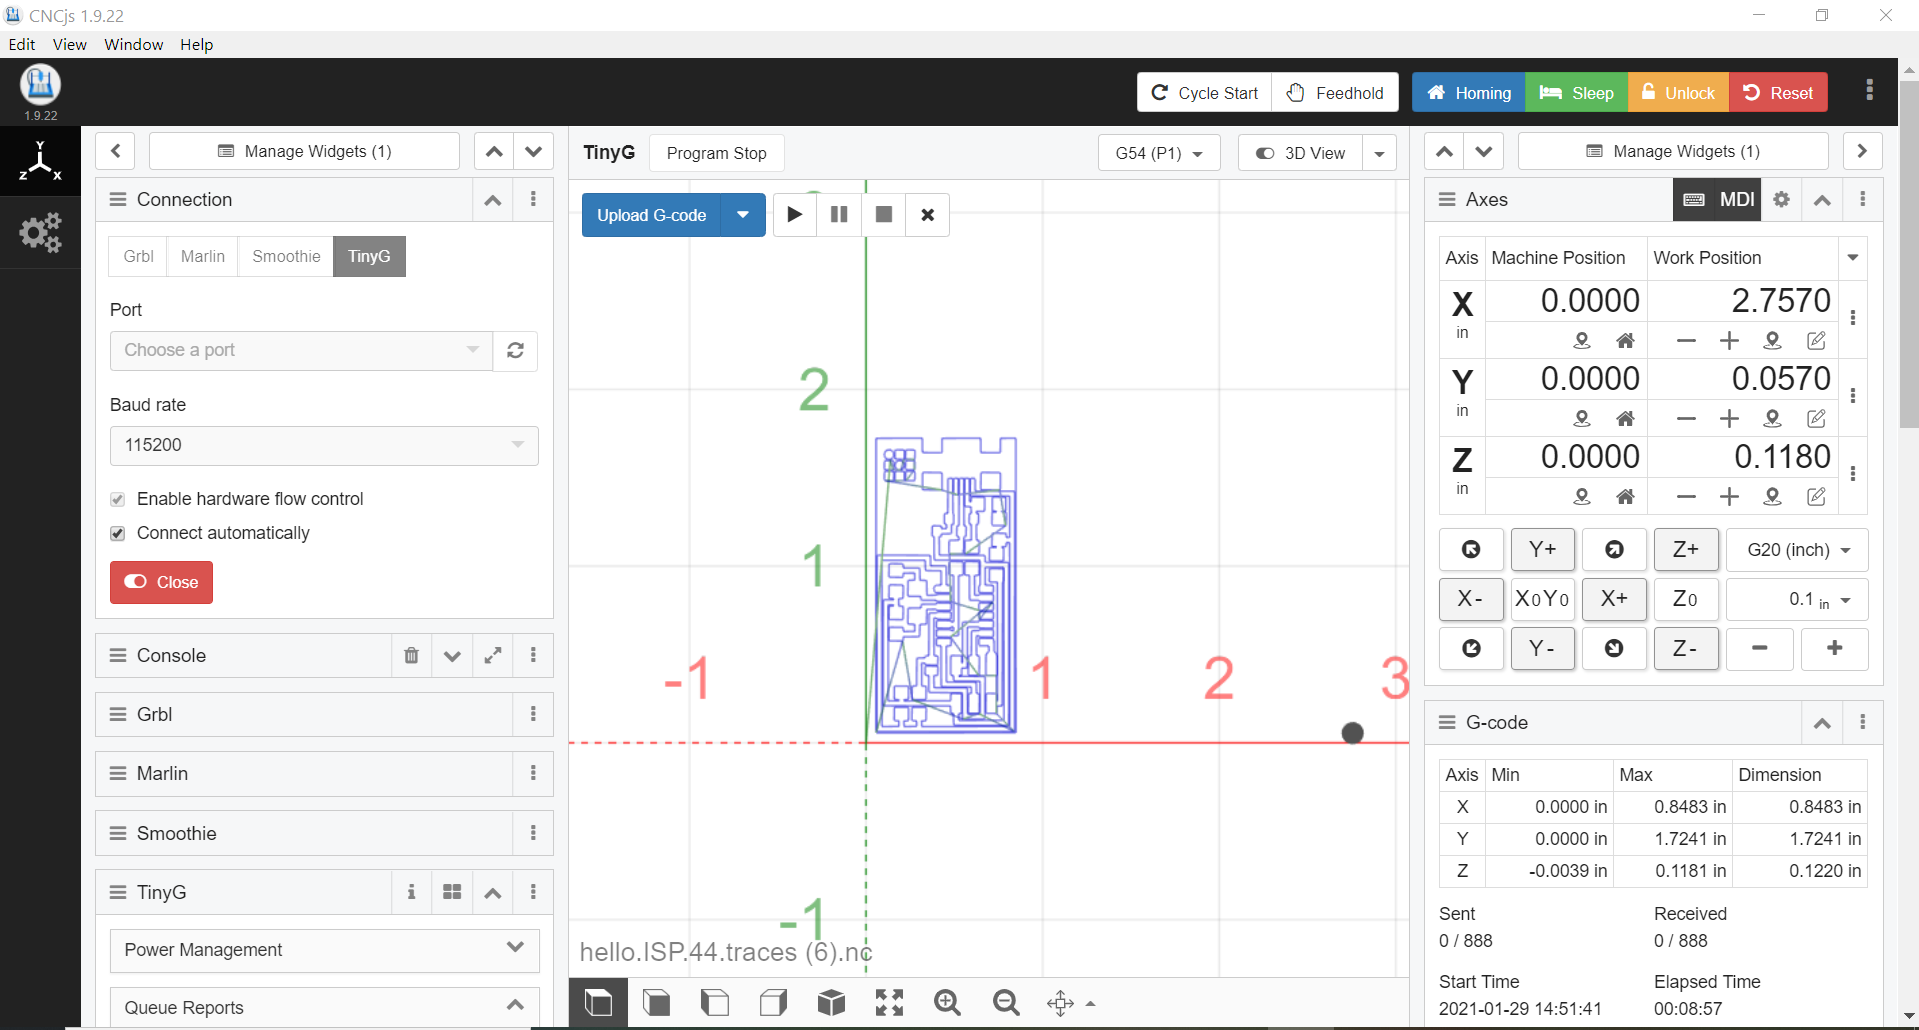 CNCjs 1.9.22
Edit View Window Help
1.9.22
Cycle Start Feedhold Homing Sleep Unlock Reset
Manage Widgets (1)
Connection
Grbl Marlin Smoothie TinyG
Port
Choose a port
Baud rate
115200
Enable hardware flow control
Connect automatically
Close
Console
Grbl
Marlin
Smoothie
TinyG
Power Management
Queue Reports
TinyG Program Stop G54 (P1) 3D View
Upload G-code
2
1
-1 1 2 3
-1
hello.ISP.44.traces (6).nc
Manage Widgets (1)
Axes MDI
Axis Machine Position Work Position
X in 0.0000 2.7570
Y in 0.0000 0.0570
Z in 0.0000 0.1180
Y+ Z+ G20 (inch)
X- X0Y0 X+ Z0 0.1 in
Y- Z-
G-code
Axis Min Max Dimension
X 0.0000 in 0.8483 in 0.8483 in
Y 0.0000 in 1.7241 in 1.7241 in
Z -0.0039 in 0.1181 in 0.1220 in
Sent Received
0 / 888 0 / 888
Start Time Elapsed Time
2021-01-29 14:51:41 00:08:57